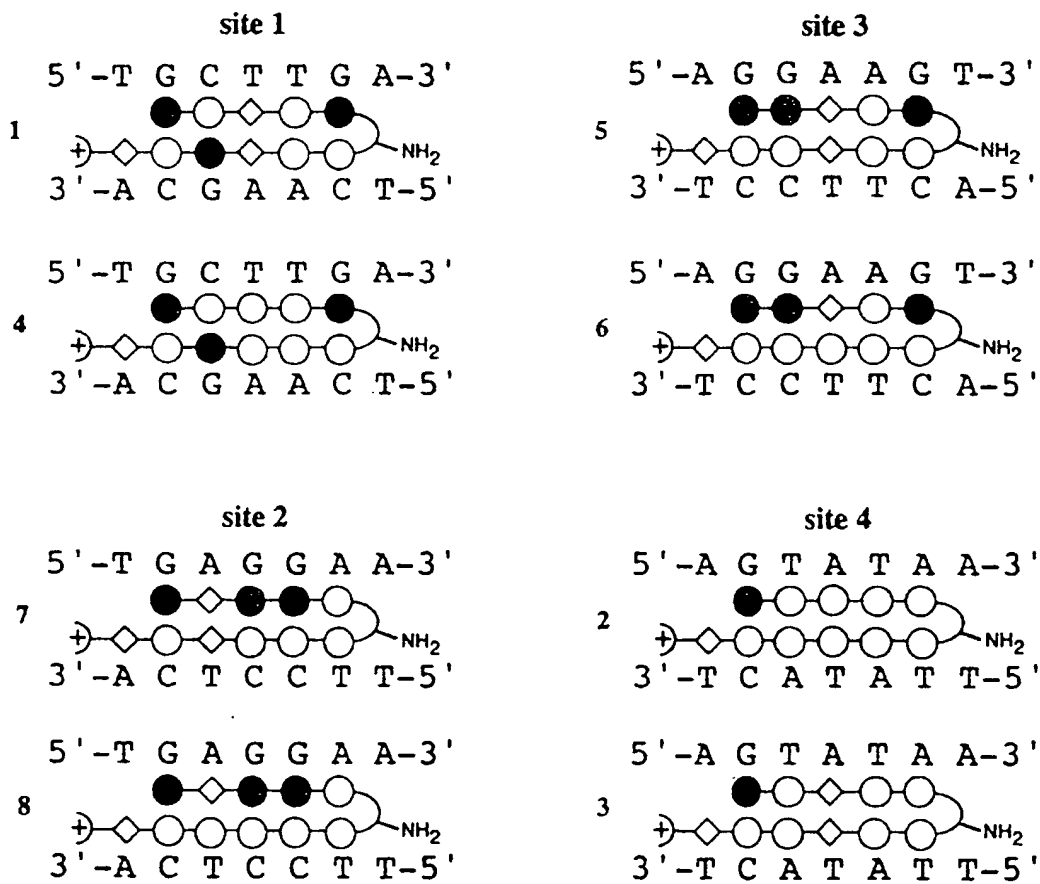 site 1
5'-T G C T T G A-3'
1
+
NH2
3'-A C G A A C T-5'
5'-T G C T T G A-3'
4
+
NH2
3'-A C G A A C T-5'
site 3
5'-A G G A A G T-3'
5
+
NH2
3'-T C C T T C A-5'
5'-A G G A A G T-3'
6
+
NH2
3'-T C C T T C A-5'
site 2
5'-T G A G G A A-3'
7
+
NH2
3'-A C T C C T T-5'
5'-T G A G G A A-3'
8
+
NH2
3'-A C T C C T T-5'
site 4
5'-A G T A T A A-3'
2
+
NH2
3'-T C A T A T T-5'
5'-A G T A T A A-3'
3
+
NH2
3'-T C A T A T T-5'